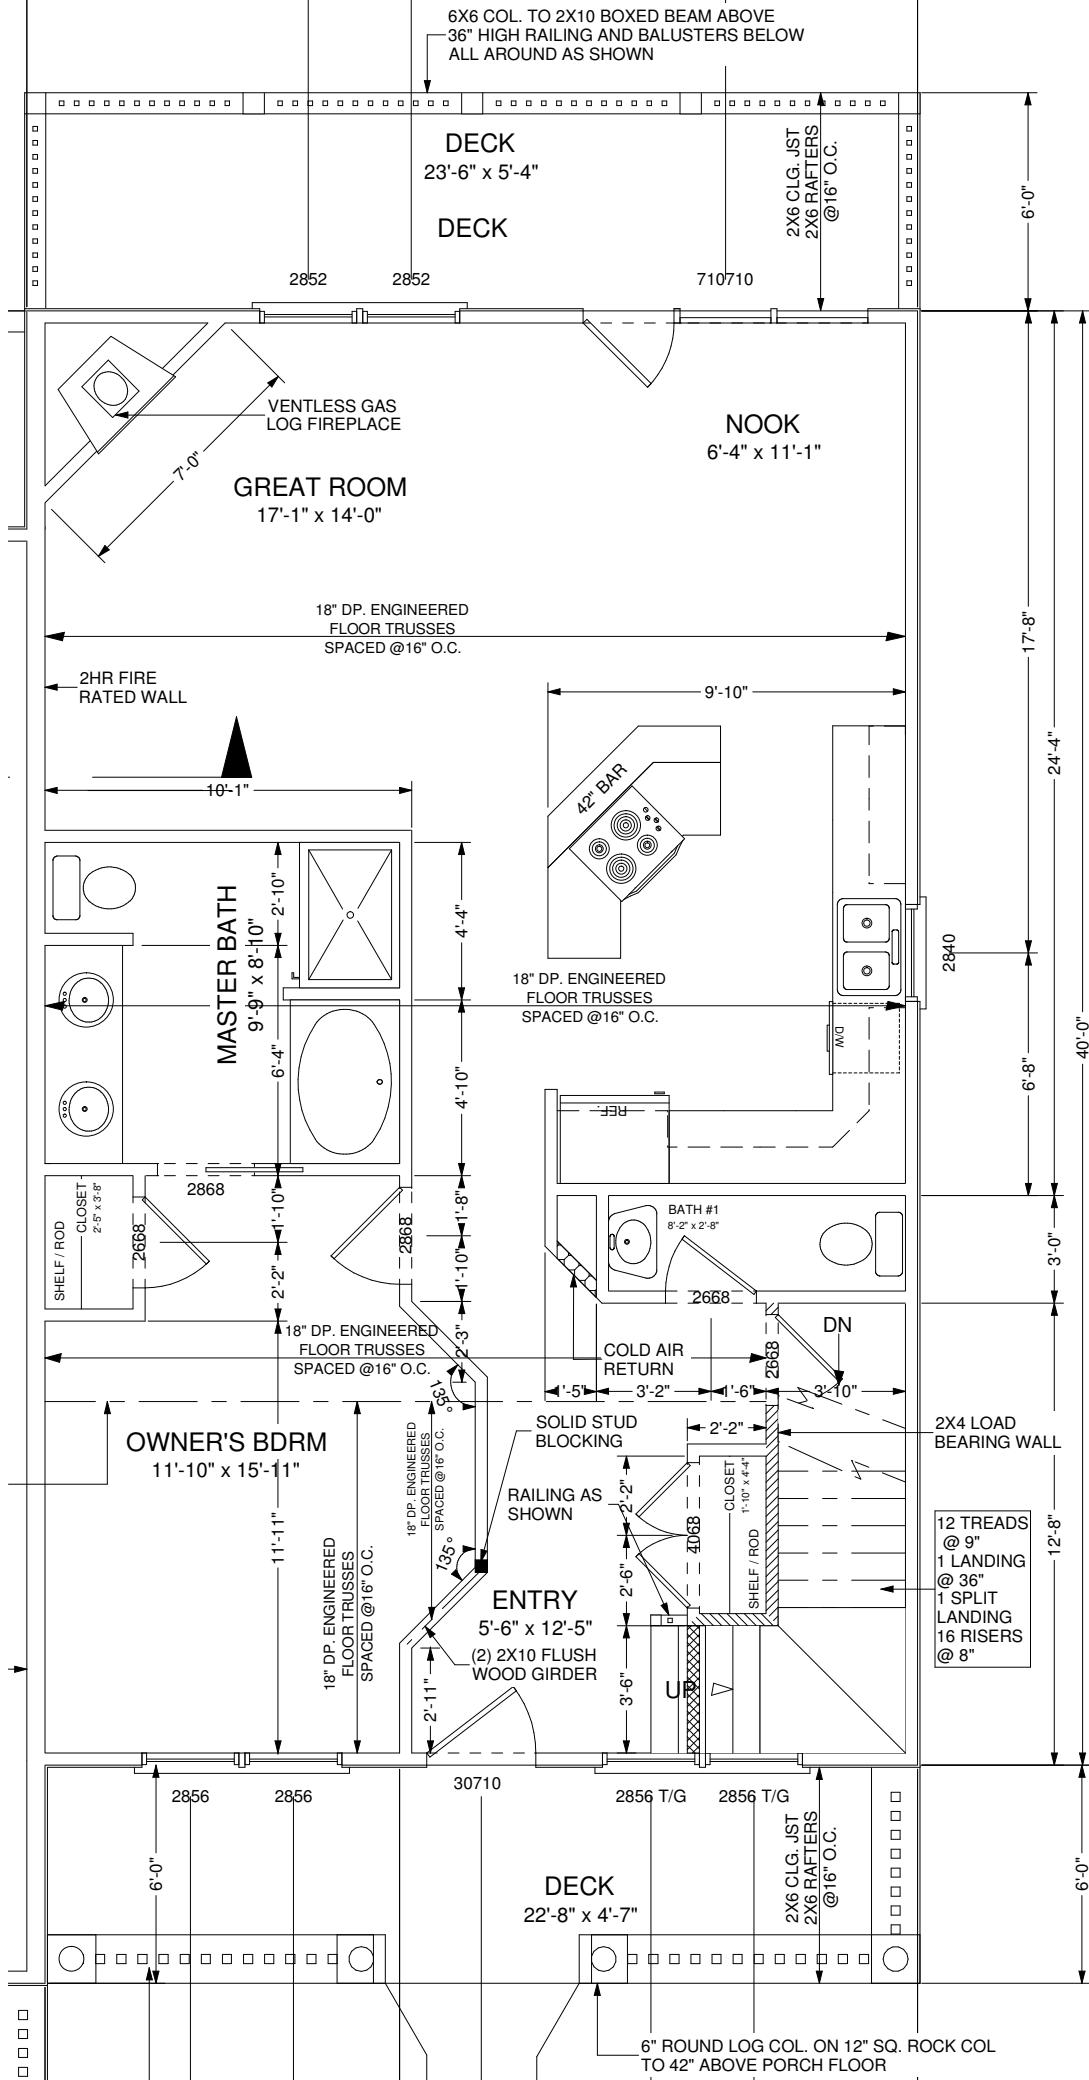 6X6 COL. TO 2X10 BOXED BEAM ABOVE
36" HIGH RAILING AND BALUSTERS BELOW
ALL AROUND AS SHOWN
DECK
23'-6" x 5'-4"
DECK
2X6 CLG. JST
2X6 RAFTERS
@16" O.C.
6'-0"
2852
2852
710710
VENTLESS GAS
LOG FIREPLACE
7'-0"
NOOK
6'-4" x 11'-1"
GREAT ROOM
17'-1" x 14'-0"
18" DP. ENGINEERED
FLOOR TRUSSES
SPACED @16" O.C.
17'-8"
2HR FIRE
RATED WALL
9'-10"
24'-4"
10'-1"
42" BAR
2'-10"
4'-4"
MASTER BATH
9'-9" x 8'-10"
18" DP. ENGINEERED
FLOOR TRUSSES
SPACED @16" O.C.
2840
D/W
40'-0"
6'-4"
4'-10"
6'-8"
REF.
2868
SHELF / ROD
CLOSET
2'-5" x 3'-8"
2668
1'-10"
2868
1'-8"
1'-10"
2'-2"
BATH #1
8'-2" x 2'-8"
3'-0"
2668
18" DP. ENGINEERED
FLOOR TRUSSES
SPACED @16" O.C.
2'-3"
COLD AIR
RETURN
2668
DN
135°
1'-5"
3'-2"
1'-6"
3'-10"
OWNER'S BDRM
11'-10" x 15'-11"
18" DP. ENGINEERED
FLOOR TRUSSES
SPACED @16" O.C.
SOLID STUD
BLOCKING
2'-2"
2X4 LOAD
BEARING WALL
RAILING AS
SHOWN
2'-2"
4068
CLOSET
1'-10" x 4'-4"
SHELF / ROD
12 TREADS
@ 9"
1 LANDING
@ 36"
1 SPLIT
LANDING
16 RISERS
@ 8"
12'-8"
11'-11"
135°
18" DP. ENGINEERED
FLOOR TRUSSES
SPACED @16" O.C.
2'-6"
ENTRY
5'-6" x 12'-5"
(2) 2X10 FLUSH
WOOD GIRDER
2'-11"
3'-6"
UP
2856
2856
30710
2856 T/G
2856 T/G
6'-0"
DECK
22'-8" x 4'-7"
2X6 CLG. JST
2X6 RAFTERS
@16" O.C.
6'-0"
6" ROUND LOG COL. ON 12" SQ. ROCK COL
TO 42" ABOVE PORCH FLOOR